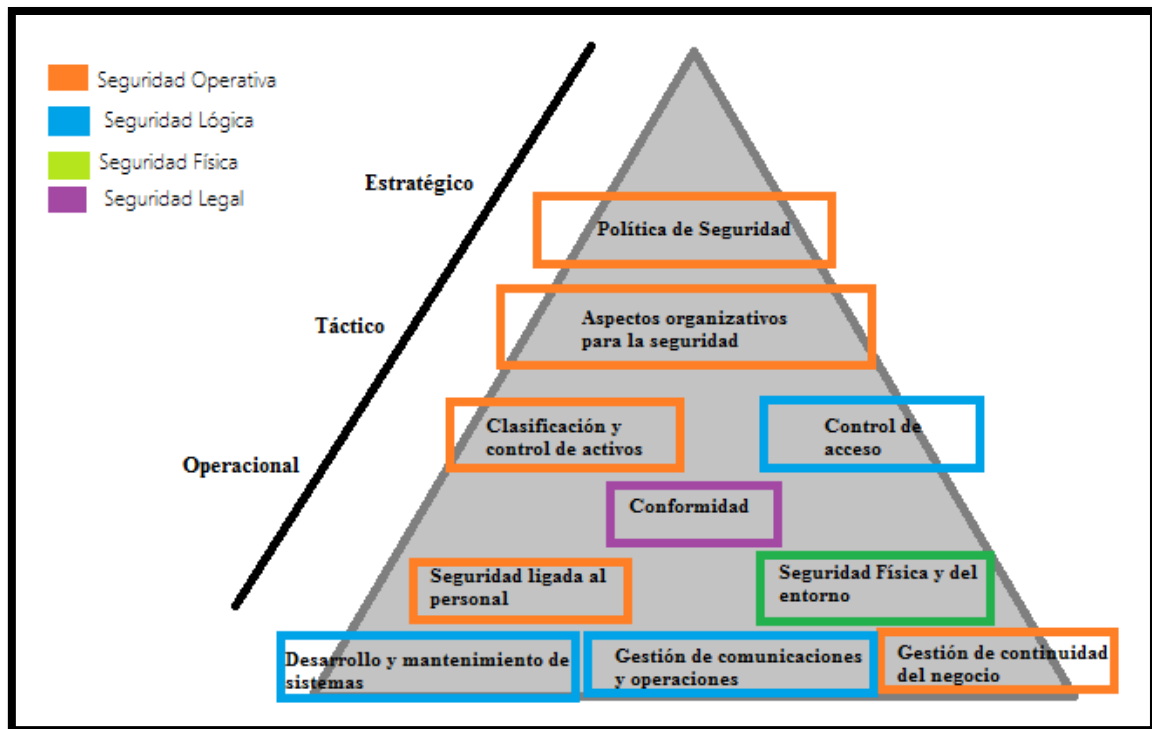 Seguridad Operativa
Seguridad Lógica
Seguridad Física
Seguridad Legal
Estratégico
Táctico
Operacional
Política de Seguridad
Aspectos organizativos
para la seguridad
Clasificación y
control de activos
Control de
acceso
Conformidad
Seguridad ligada al
personal
Seguridad Física y del
entorno
Desarrollo y mantenimiento de
sistemas
Gestión de comunicaciones
y operaciones
Gestión de continuidad
del negocio